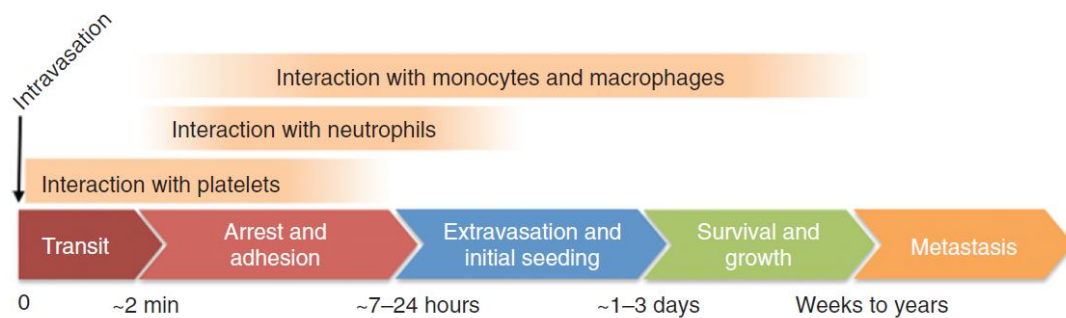 Intravasation
Interaction with monocytes and macrophages
Interaction with neutrophils
Interaction with platelets
Transit
Arrest and
adhesion
Extravasation and
initial seeding
Survival and
growth
Metastasis
0
~2 min
~7–24 hours
~1–3 days
Weeks to years